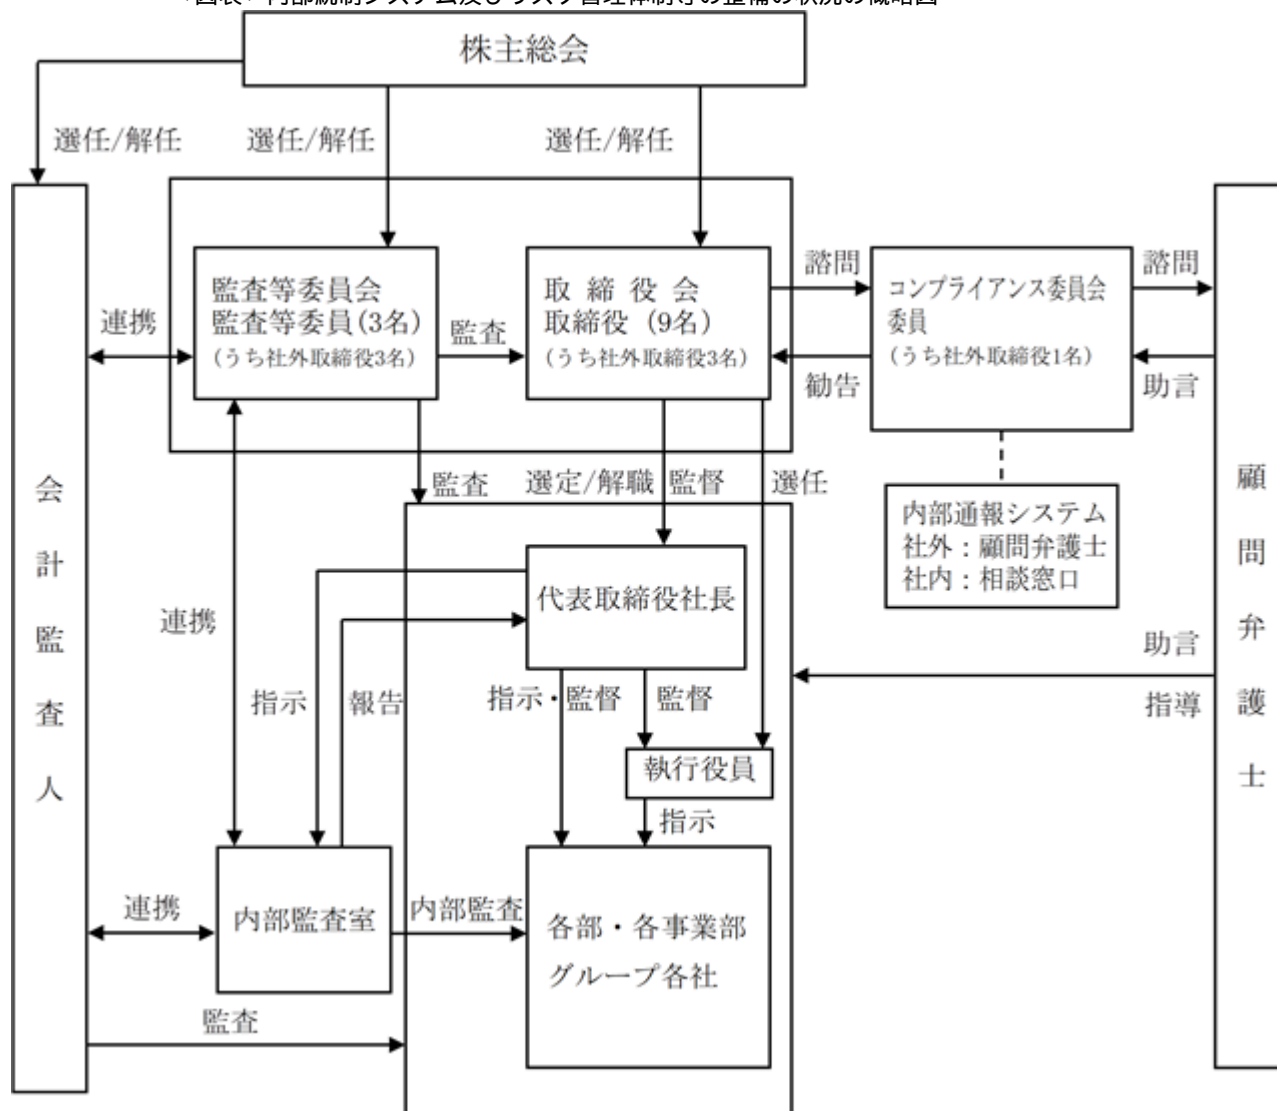 株主総会
選任/解任
選任/解任
選任/解任
監査等委員会
監査等委員(3名)
(うち社外取締役3名)
監査
取締役会
取締役 (9名)
(うち社外取締役3名)
諮問
勧告
コンプライアンス委員会
委員
(うち社外取締役1名)
諮問
助言
連携
会計監査人
顧問弁護士
監査
選定/解職
監督
選任
内部通報システム
社外：顧問弁護士
社内：相談窓口
代表取締役社長
連携
指示
報告
指示・監督
監督
助言
指導
執行役員
指示
連携
内部監査室
内部監査
各部・各事業部
グループ各社
監査